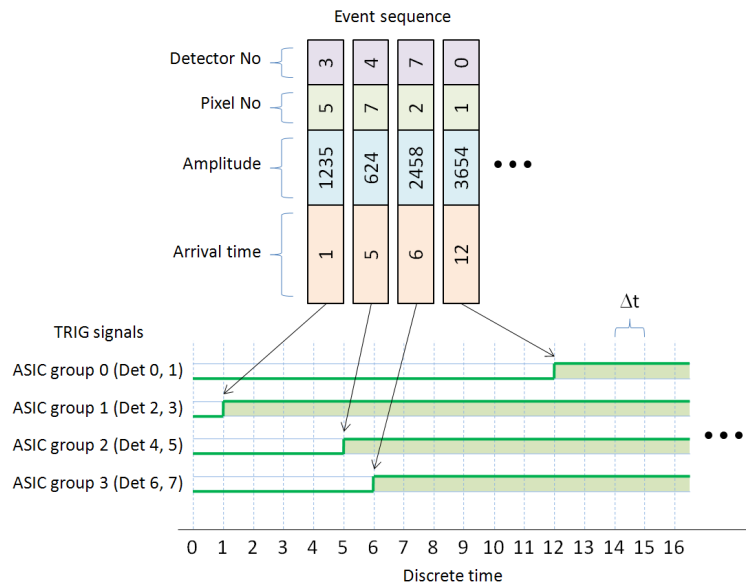 Event sequence
Detector No 3 4 7 0
Pixel No 5 7 2 1
Amplitude 1235 624 2458 3654 •••
Arrival time 1 5 6 12
Δt
TRIG signals
ASIC group 0 (Det 0, 1)
ASIC group 1 (Det 2, 3)
ASIC group 2 (Det 4, 5) •••
ASIC group 3 (Det 6, 7)
0 1 2 3 4 5 6 7 8 9 10 11 12 13 14 15 16
Discrete time